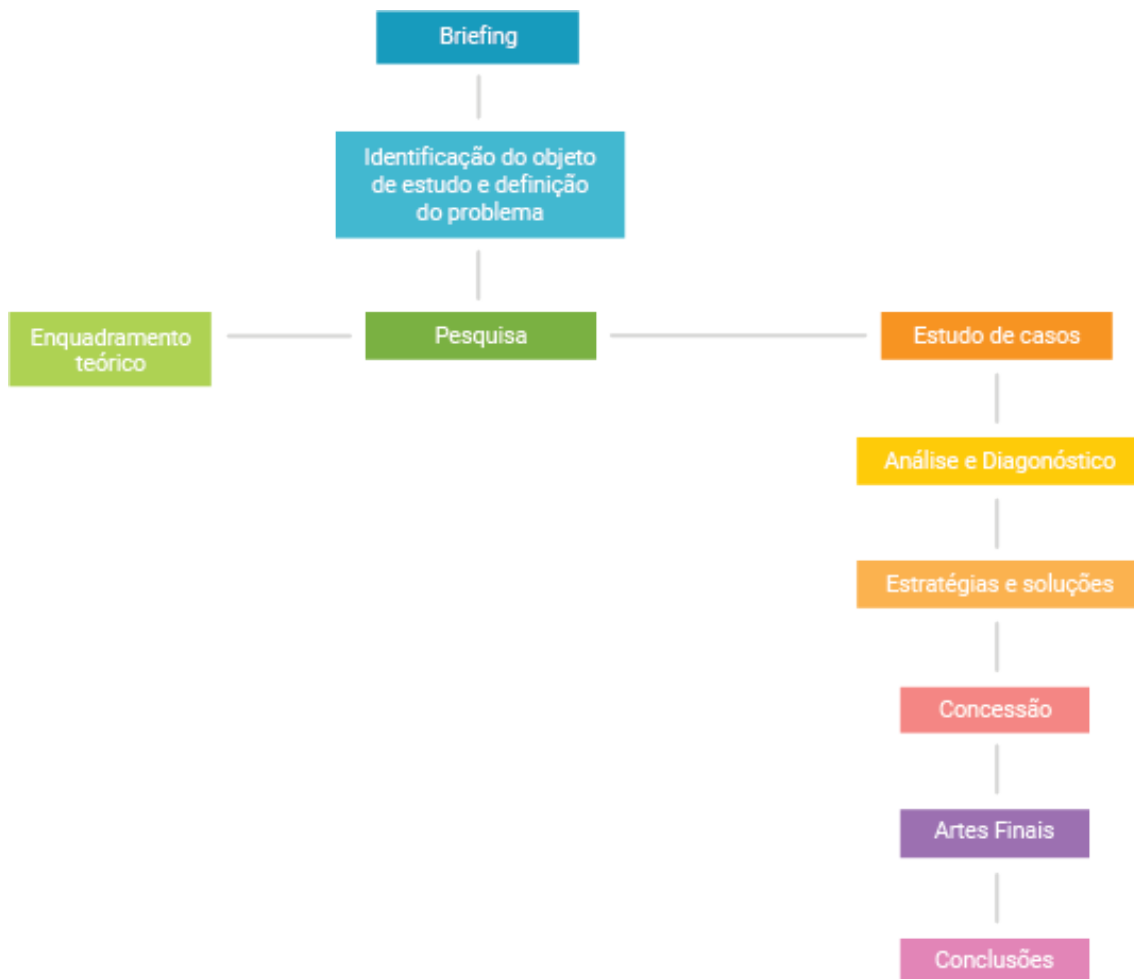 Briefing
Identificação do objeto
de estudo e definição
do problema
Enquadramento
teórico
Pesquisa
Estudo de casos
Análise e Diagonóstico
Estratégias e soluções
Concessão
Artes Finais
Conclusões